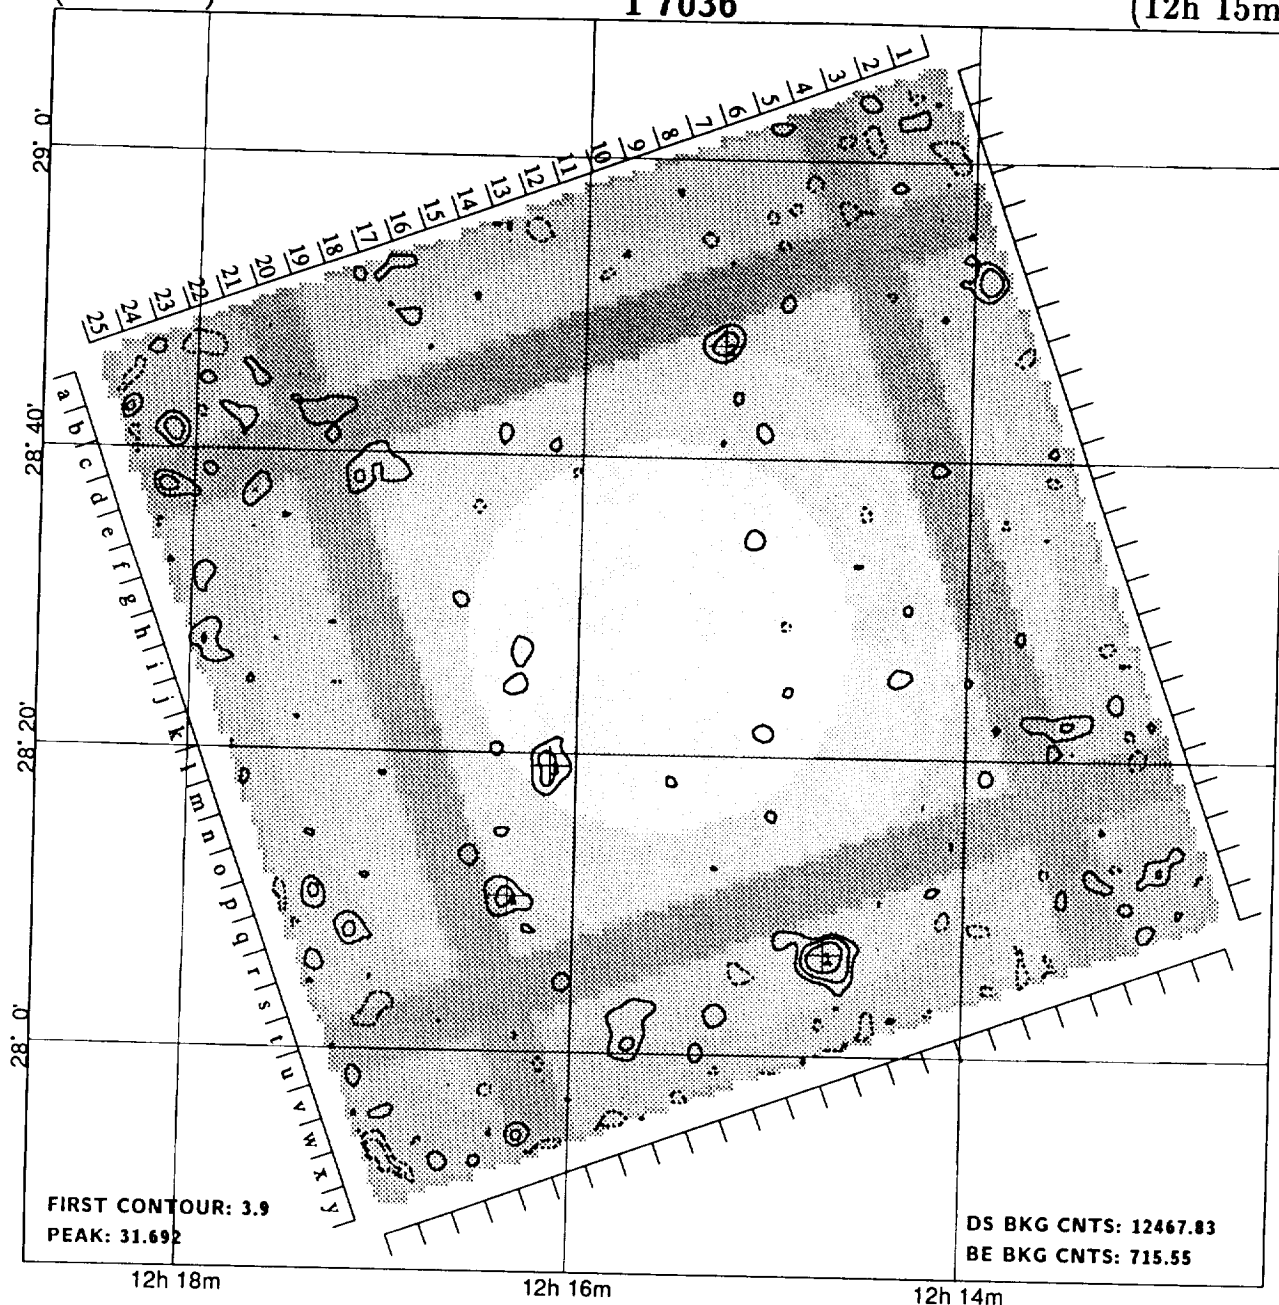 I 7036
(12h 15m
1 2 3 4 5 6 7 8 9 10 11 12 13 14 15 16 17 18 19 20 21 22 23 24 25
29° 0'
28° 40'
28° 20'
28° 0'
a b c d e f g h i j k l m n o p q r s t u v w x y
FIRST CONTOUR: 3.9
PEAK: 31.692
DS BKG CNTS: 12467.83
BE BKG CNTS: 715.55
12h 18m
12h 16m
12h 14m